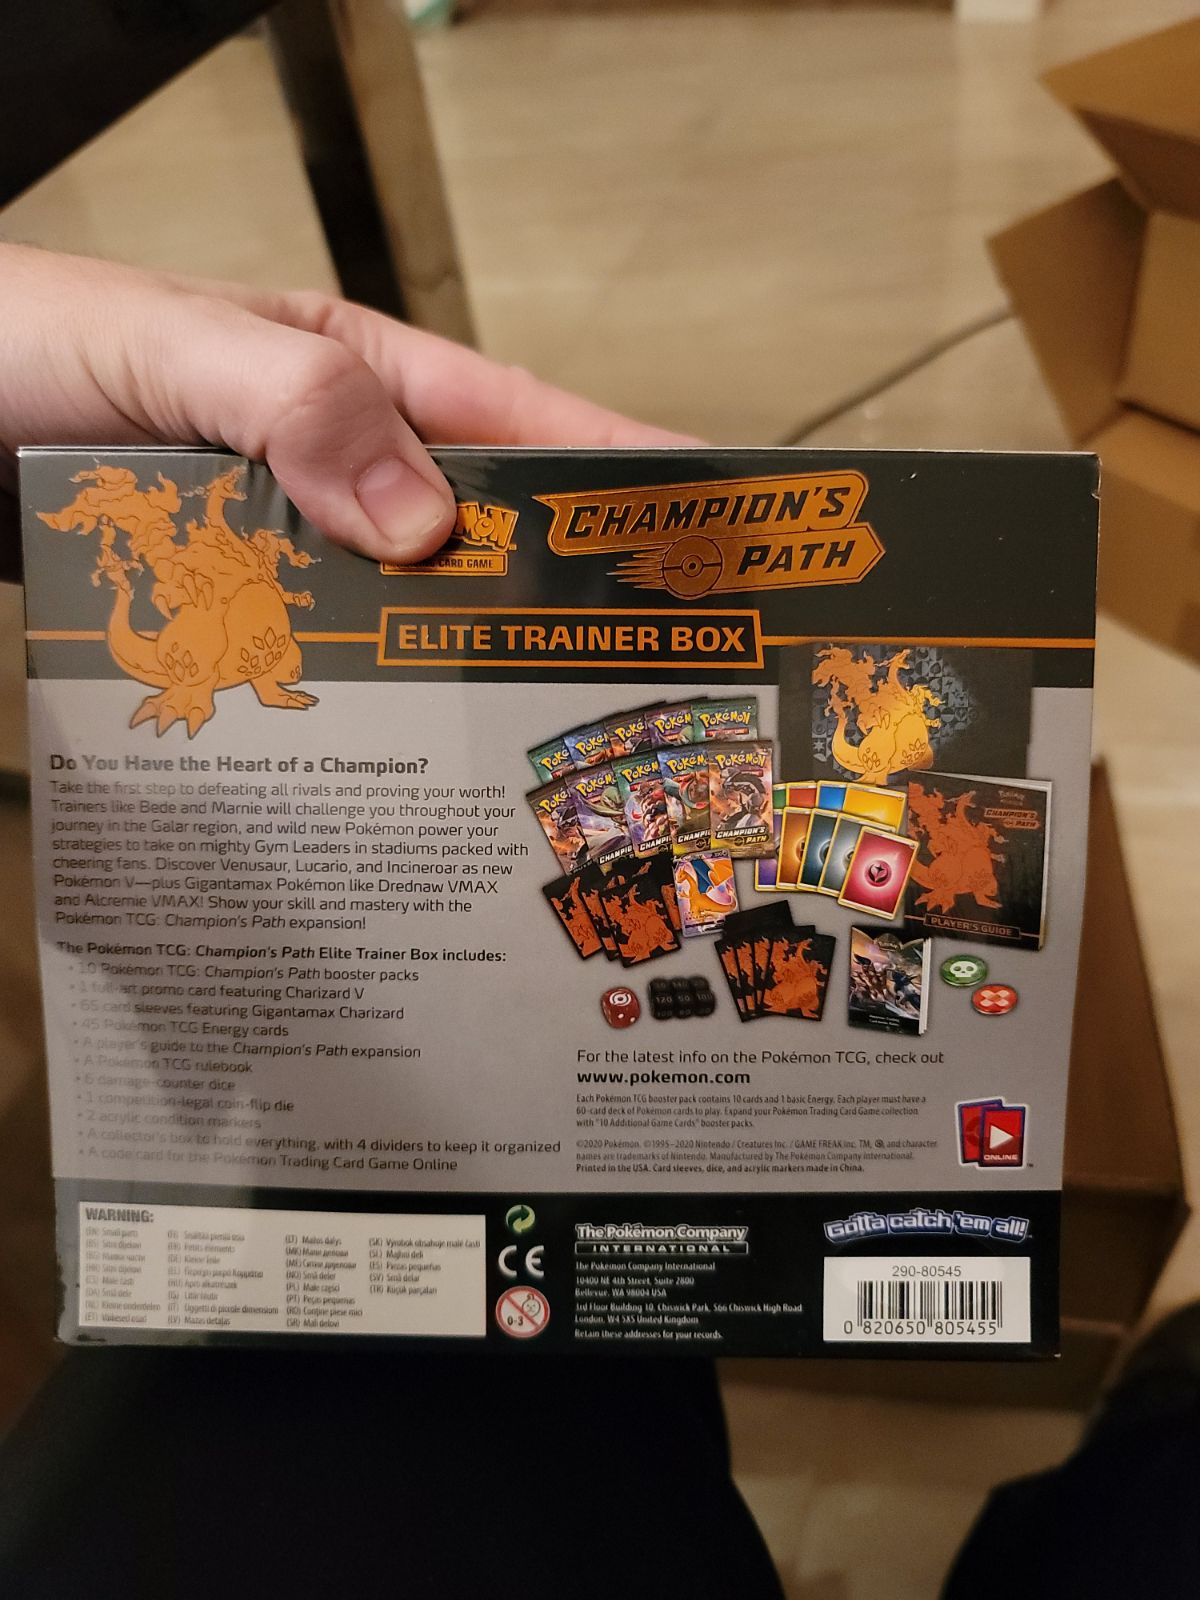 CHAMPION'S
PATH
CARD GAME
ELITE TRAINER BOX
Do You Have the Heart of a Champion?
Take the first step to defeating all rivals and proving your worth!
Trainers like Bede and Marnie will challenge you throughout your
journey in the Galar region, and wild new Pokémon power your
strategies to take on mighty Gym Leaders in stadiums packed with
cheering fans. Discover Venusaur, Lucario, and Incineroar as new
Pokémon V—plus Gigantamax Pokémon like Drednaw VMAX
and Alcremie VMAX! Show your skill and mastery with the
Pokémon TCG: Champion's Path expansion!
The Pokémon TCG: Champion's Path Elite Trainer Box includes:
• 10 Pokémon TCG: Champion's Path booster packs
• 1 full-art promo card featuring Charizard V
• 65 card sleeves featuring Gigantamax Charizard
• 45 Pokémon TCG Energy cards
• A player's guide to the Champion's Path expansion
• A Pokémon TCG rulebook
• 6 damage-counter dice
• 1 competition-legal coin-flip die
• 2 acrylic condition markers
• A collector's box to hold everything, with 4 dividers to keep it organized
• A code card for the Pokémon Trading Card Game Online
Pokémon
CHAMPION'S
PATH
CHAMPION'S
PATH
PLAYER'S GUIDE
For the latest info on the Pokémon TCG, check out
www.pokemon.com
Each Pokémon TCG booster pack contains 10 cards and 1 basic Energy. Each player must have a
60-card deck of Pokémon cards to play. Expand your Pokémon Trading Card Game collection
with "10 Additional Game Cards" booster packs.
©2020 Pokémon. ©1995–2020 Nintendo / Creatures Inc. / GAME FREAK inc. TM, ®, and character
names are trademarks of Nintendo. Manufactured by The Pokémon Company International.
Printed in the USA. Card sleeves, dice, and acrylic markers made in China.
ONLINE
WARNING:
CE
0-3
The Pokémon Company
INTERNATIONAL
The Pokémon Company International
10400 NE 4th Street, Suite 2800
Bellevue, WA 98004 USA
3rd Floor Building 10, Chiswick Park, 566 Chiswick High Road
London, W4 5XS United Kingdom
Retain these addresses for your records.
Gotta catch 'em all!
290-80545
0 820650 805455